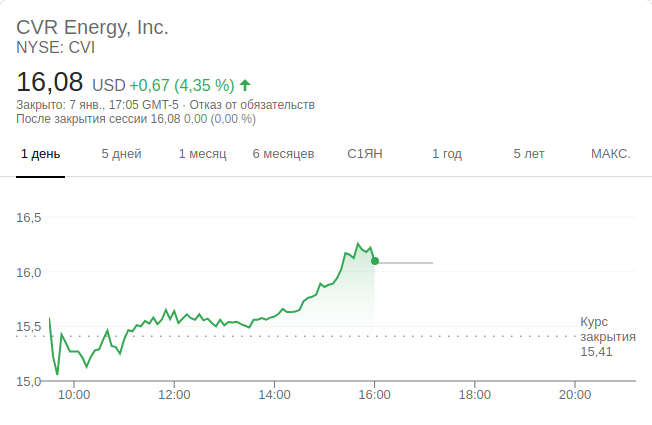 CVR Energy, Inc.
NYSE: CVI
16,08 USD +0,67 (4,35 %)
Закрыто: 7 янв., 17:05 GMT-5 · Отказ от обязательств
После закрытия сессии 16,08 0,00 (0,00 %)
1 день 5 дней 1 месяц 6 месяцев С1ЯН 1 год 5 лет МАКС.
16,5
16,0
15,5
15,0
Курс
закрытия
15,41
10:00 12:00 14:00 16:00 18:00 20:00